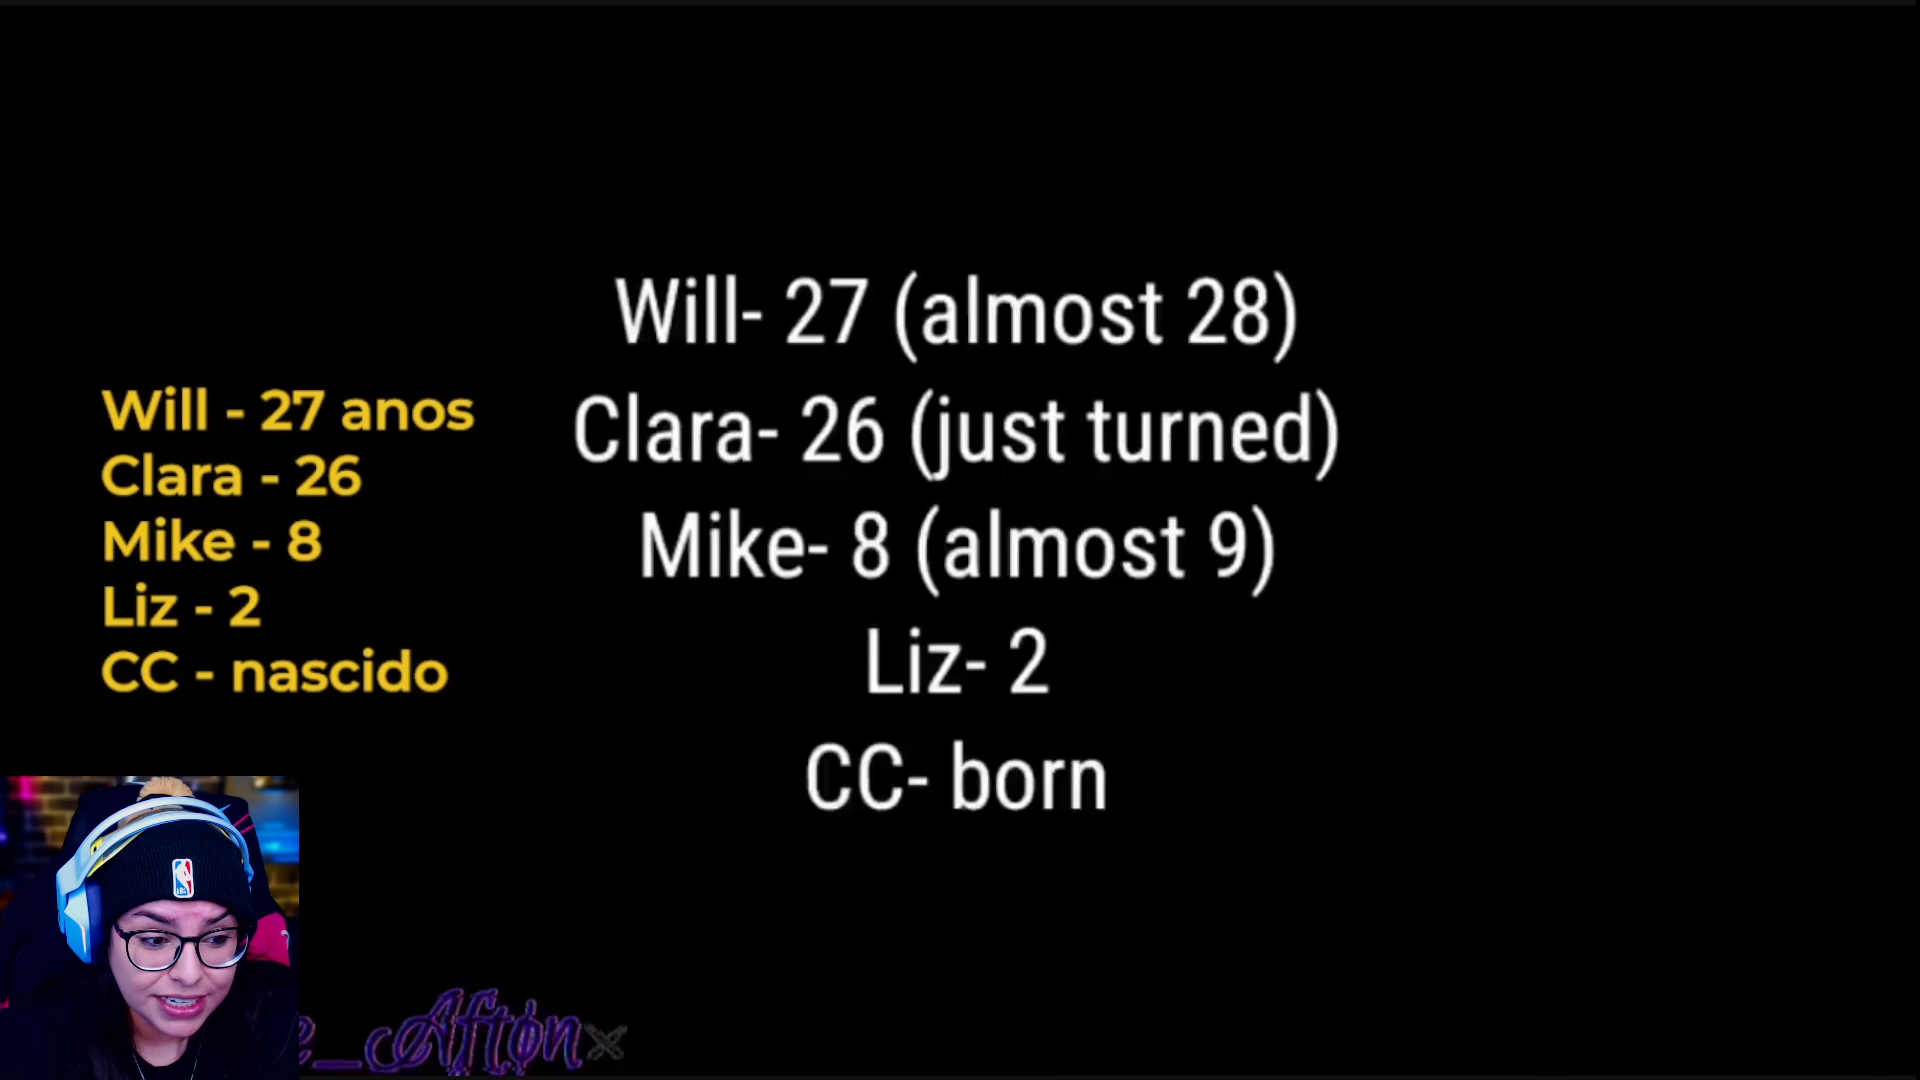 Will- 27 (almost 28)
Clara- 26 (just turned)
Mike- 8 (almost 9)
Liz- 2
CC- born
Will - 27 anos
Clara - 26
Mike - 8
Liz - 2
CC - nascido
Afton